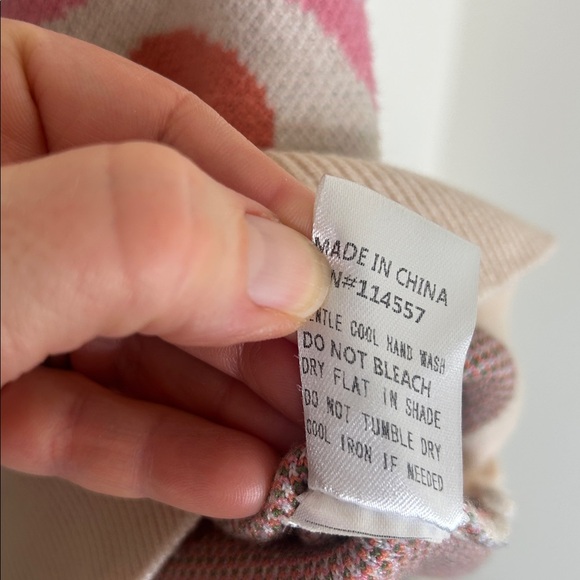 MADE IN CHINA
N#114557
ENTLE COOL HAND WASH
DO NOT BLEACH
DRY FLAT IN SHADE
DO NOT TUMBLE DRY
COOL IRON IF NEEDED